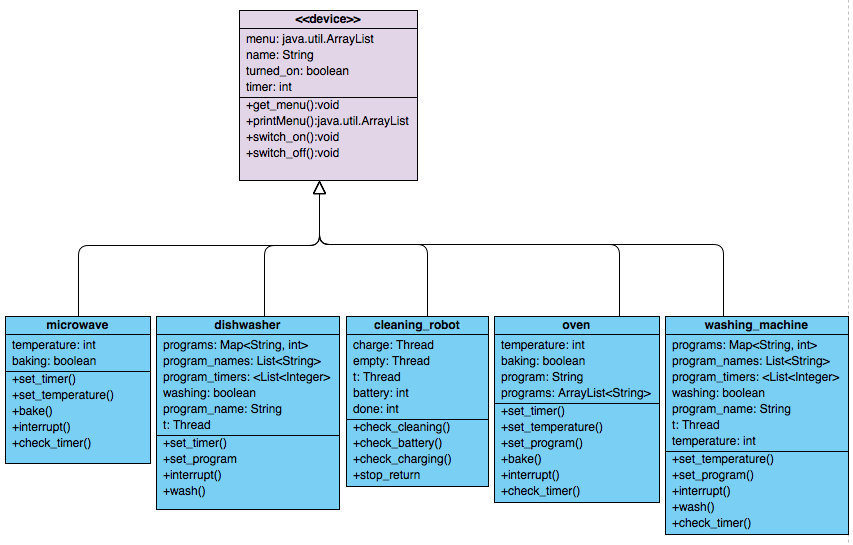 <<device>>
menu: java.util.ArrayList
name: String
turned_on: boolean
timer: int
+get_menu():void
+printMenu():java.util.ArrayList
+switch_on():void
+switch_off():void
microwave
temperature: int
baking: boolean
+set_timer()
+set_temperature()
+bake()
+interrupt()
+check_timer()
dishwasher
programs: Map<String, int>
program_names: List<String>
program_timers: <List<Integer>
washing: boolean
program_name: String
t: Thread
+set_timer()
+set_program
+interrupt()
+wash()
cleaning_robot
charge: Thread
empty: Thread
t: Thread
battery: int
done: int
+check_cleaning()
+check_battery()
+check_charging()
+stop_return
oven
temperature: int
baking: boolean
program: String
programs: ArrayList<String>
+set_timer()
+set_temperature()
+set_program()
+bake()
+interrupt()
+check_timer()
washing_machine
programs: Map<String, int>
program_names: List<String>
program_timers: <List<Integer>
washing: boolean
program_name: String
t: Thread
temperature: int
+set_temperature()
+set_program()
+interrupt()
+wash()
+check_timer()